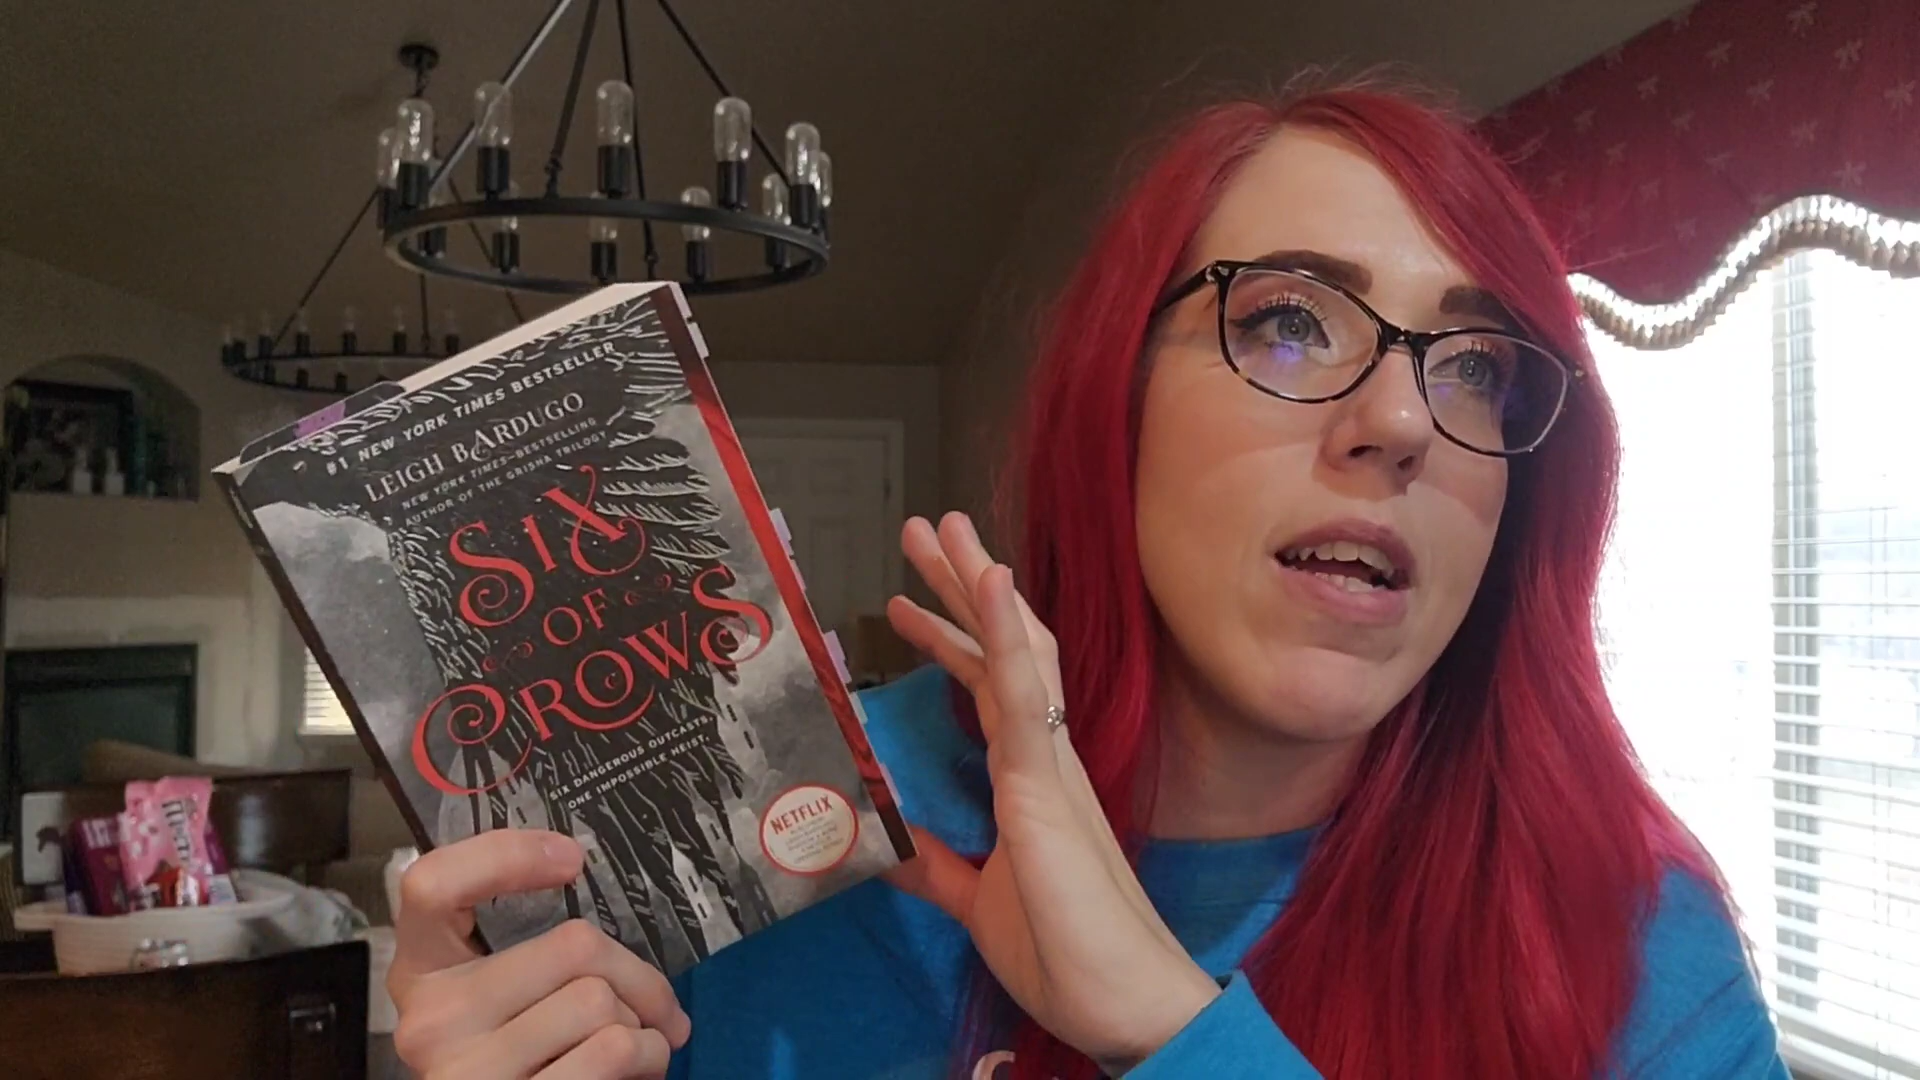 #1 NEW YORK TIMES BESTSELLER
LEIGH BARDUGO
NEW YORK TIMES-BESTSELLING
AUTHOR OF THE GRISHA TRILOGY
SIX
OF
CROWS
SIX DANGEROUS OUTCASTS.
ONE IMPOSSIBLE HEIST.
NETFLIX